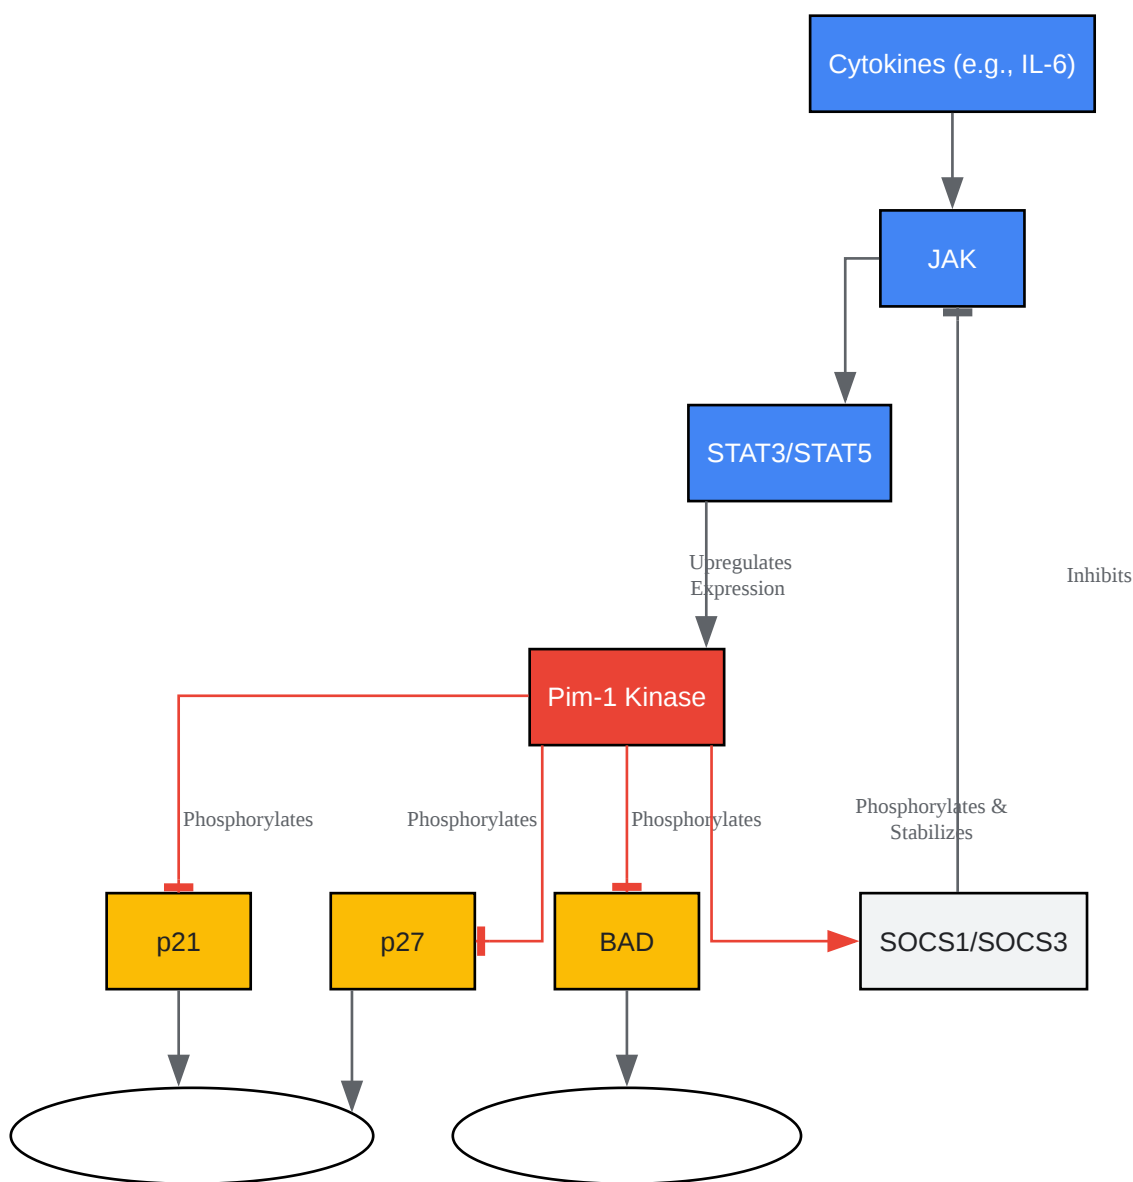 Cytokines (e.g., IL-6)
JAK
STAT3/STAT5
Upregulates
Expression
Inhibits
Pim-1 Kinase
Phosphorylates
Phosphorylates
Phosphorylates
Phosphorylates &
Stabilizes
p21
p27
BAD
SOCS1/SOCS3